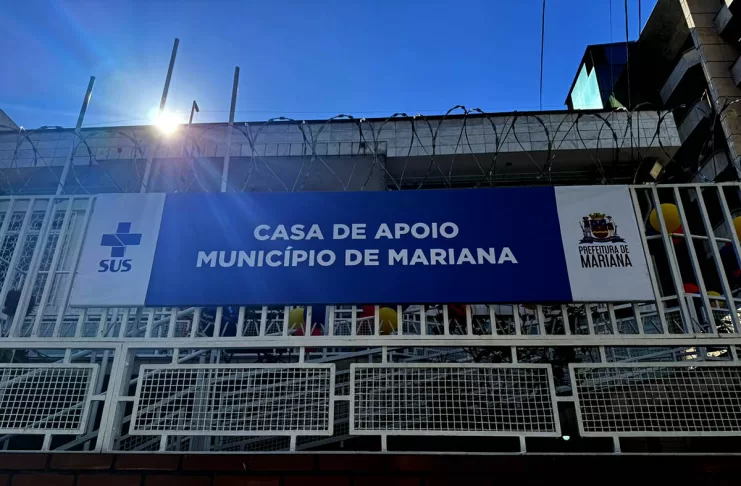 SUS
CASA DE APOIO
MUNICÍPIO DE MARIANA
PREFEITURA DE
MARIANA